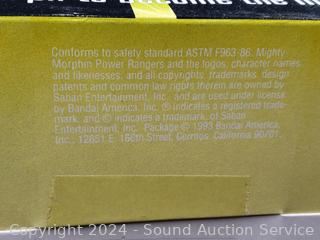 Conforms to safety standard ASTM F963-86. Mighty
Morphin Power Rangers and the logos, character names
and likenesses, and all copyrights, trademarks, design
patents and common law rights therein are owned by
Saban Entertainment, Inc., and are used under license
by Bandai America, Inc. ® indicates a registered trade-
mark, and © indicates a trademark of Saban
Entertainment, Inc. Package © 1993 Bandai America,
Inc., 12851 E. 166th Street, Cerritos, California 90701.
Copyright 2024 - Sound Auction Service